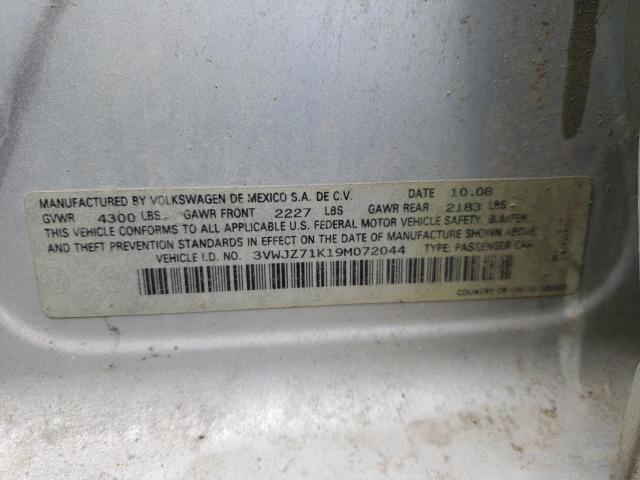 MANUFACTURED BY VOLKSWAGEN DE MEXICO S.A. DE C.V. DATE 10.08
GVWR 4300 LBS GAWR FRONT 2227 LBS GAWR REAR 2183 LBS
THIS VEHICLE CONFORMS TO ALL APPLICABLE U.S. FEDERAL MOTOR VEHICLE SAFETY, BUMPER,
AND THEFT PREVENTION STANDARDS IN EFFECT ON THE DATE OF MANUFACTURE SHOWN ABOVE
VEHICLE I.D. NO. 3VWJZ71K19M072044 TYPE: PASSENGER CAR
COUNTRY OF